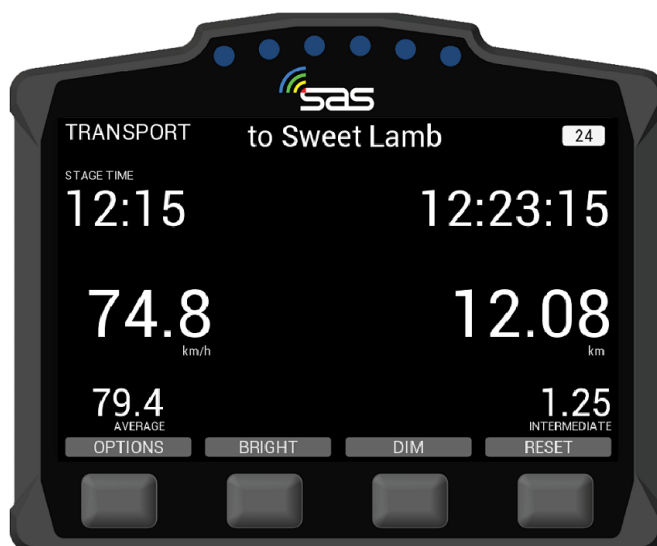 sas
TRANSPORT to Sweet Lamb 24
STAGE TIME
12:15 12:23:15
74.8 12.08
km/h km
79.4 1.25
AVERAGE INTERMEDIATE
OPTIONS BRIGHT DIM RESET